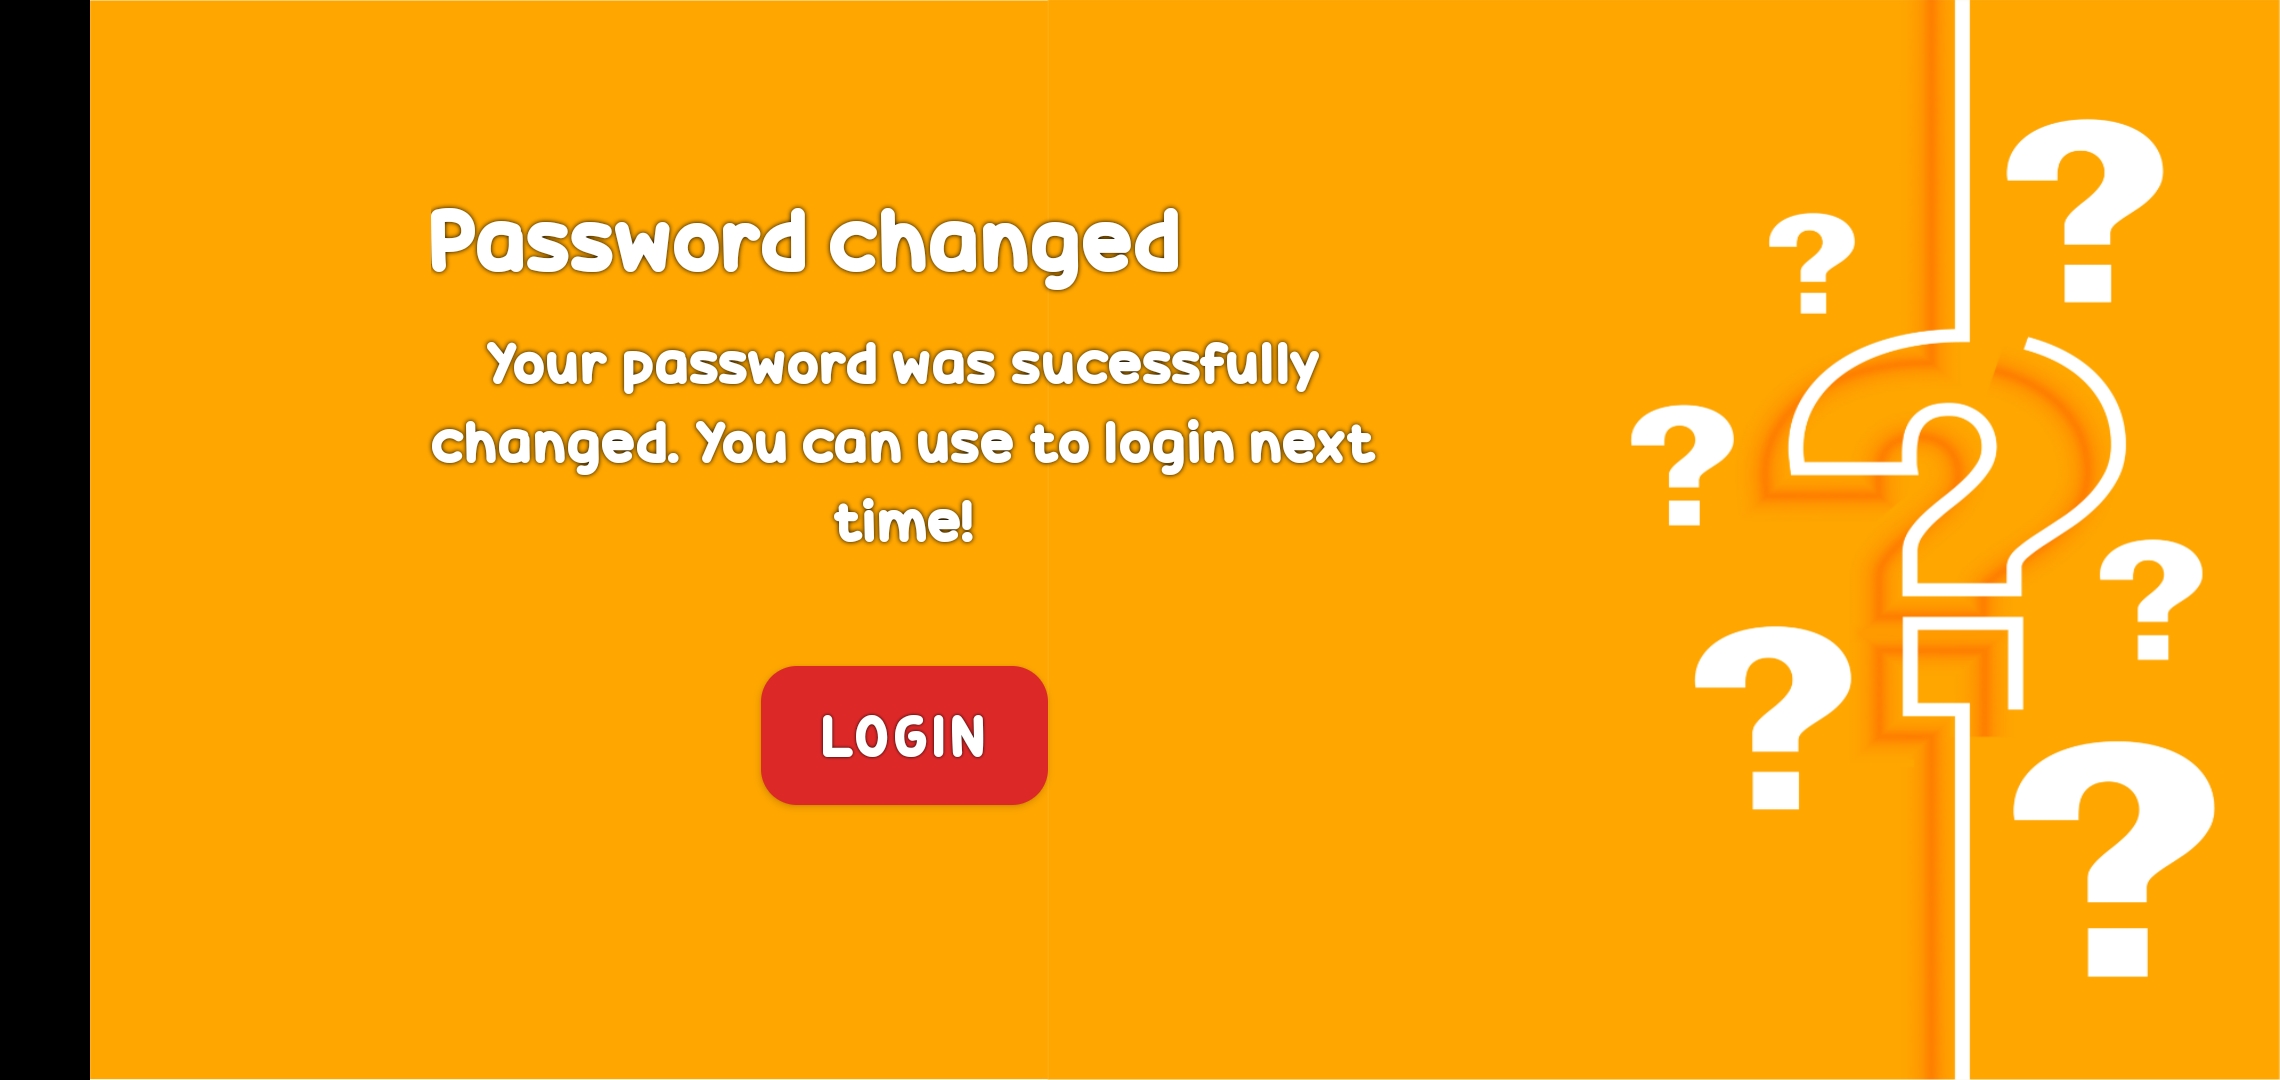 Password changed
Your password was sucessfully
changed. You can use to login next
time!
LOGIN
? ? ? ? ? ? ?